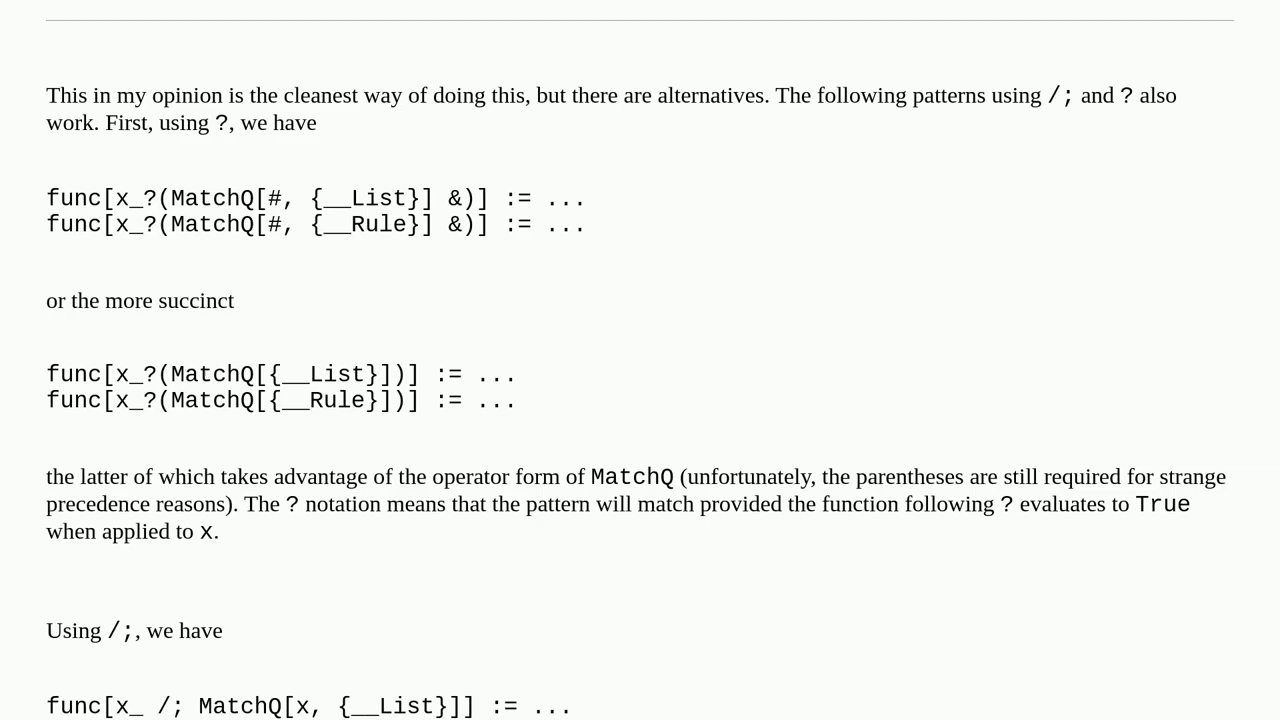 This in my opinion is the cleanest way of doing this, but there are alternatives. The following patterns using /; and ? also
work. First, using ?, we have
func[x_?(MatchQ[#, {__List}] &)] := ...
func[x_?(MatchQ[#, {__Rule}] &)] := ...
or the more succinct
func[x_?(MatchQ[{__List}])] := ...
func[x_?(MatchQ[{__Rule}])] := ...
the latter of which takes advantage of the operator form of MatchQ (unfortunately, the parentheses are still required for strange
precedence reasons). The ? notation means that the pattern will match provided the function following ? evaluates to True
when applied to x.
Using /;, we have
func[x_ /; MatchQ[x, {__List}]] := ...